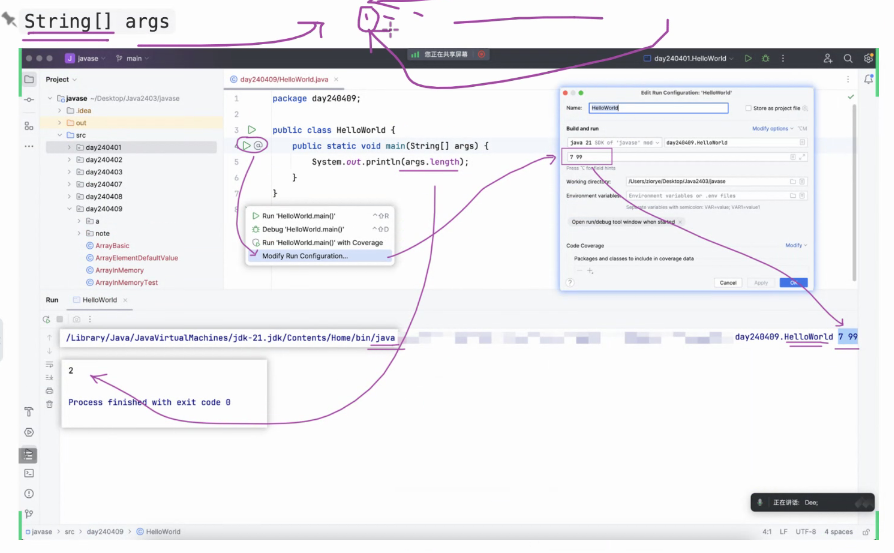 String[] args
javase
main
您正在共享屏幕
day240401.HelloWorld
Project
day240409/HelloWorld.java
javase ~/Desktop/Java2403/javase
.idea
out
src
day240401
day240402
day240403
day240407
day240408
day240409
a
note
ArrayBasic
ArrayElementDefaultValue
ArrayInMemory
ArrayInMemoryTest
1 package day240409;
2
3 public class HelloWorld {
4 public static void main(String[] args) {
5 System.out.println(args.length);
6 }
7 }
8
Run 'HelloWorld.main()' ^⇧R
Debug 'HelloWorld.main()' ^⇧D
Run 'HelloWorld.main()' with Coverage
Modify Run Configuration...
Edit Run Configuration: "HelloWorld"
Name: HelloWorld
Store as project file
Build and run
Modify options ⌥M
java 21 SDK of 'javase' mod
day240409.HelloWorld
7 99
Press ⌥ for field hints
Working directory: /Users/zierye/Desktop/Java2403/javase
Environment variables: Environment variables or .env files
Separate variables with semicolon: VAR=value; VAR1=value1
Open run/debug tool window when started
Code Coverage
Modify
Packages and classes to include in coverage data
Cancel
Apply
Run
HelloWorld
/Library/Java/JavaVirtualMachines/jdk-21.jdk/Contents/Home/bin/java
day240409.HelloWorld 7 99
2
Process finished with exit code 0
正在讲话: Dee;
javase > src > day240409 > HelloWorld
4:1 LF UTF-8 4 spaces